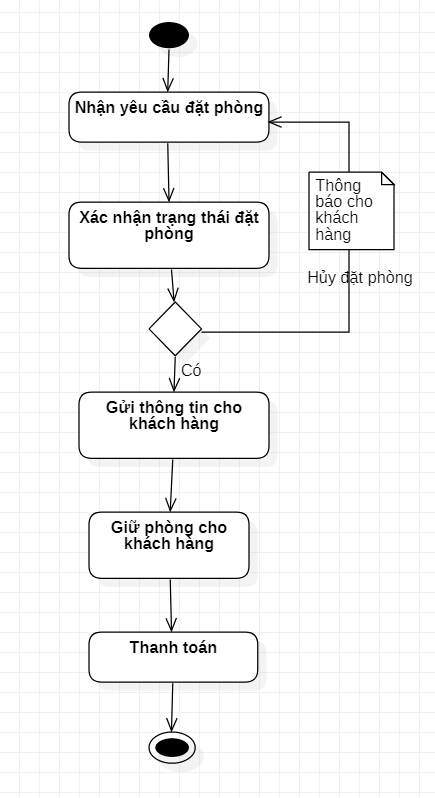 Nhận yêu cầu đặt phòng
Thông
báo cho
khách
hàng
Xác nhận trạng thái đặt
phòng
Hủy đặt phòng
Có
Gửi thông tin cho
khách hàng
Giữ phòng cho
khách hàng
Thanh toán